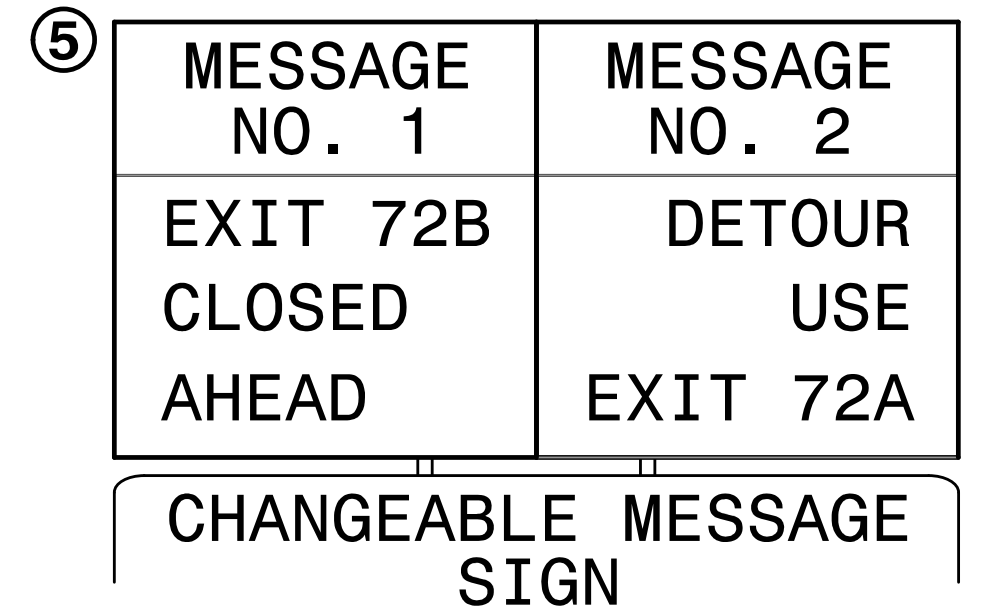 ⑤
MESSAGE
NO. 1
EXIT 72B
CLOSED
AHEAD
MESSAGE
NO. 2
DETOUR
USE
EXIT 72A
CHANGEABLE MESSAGE
SIGN